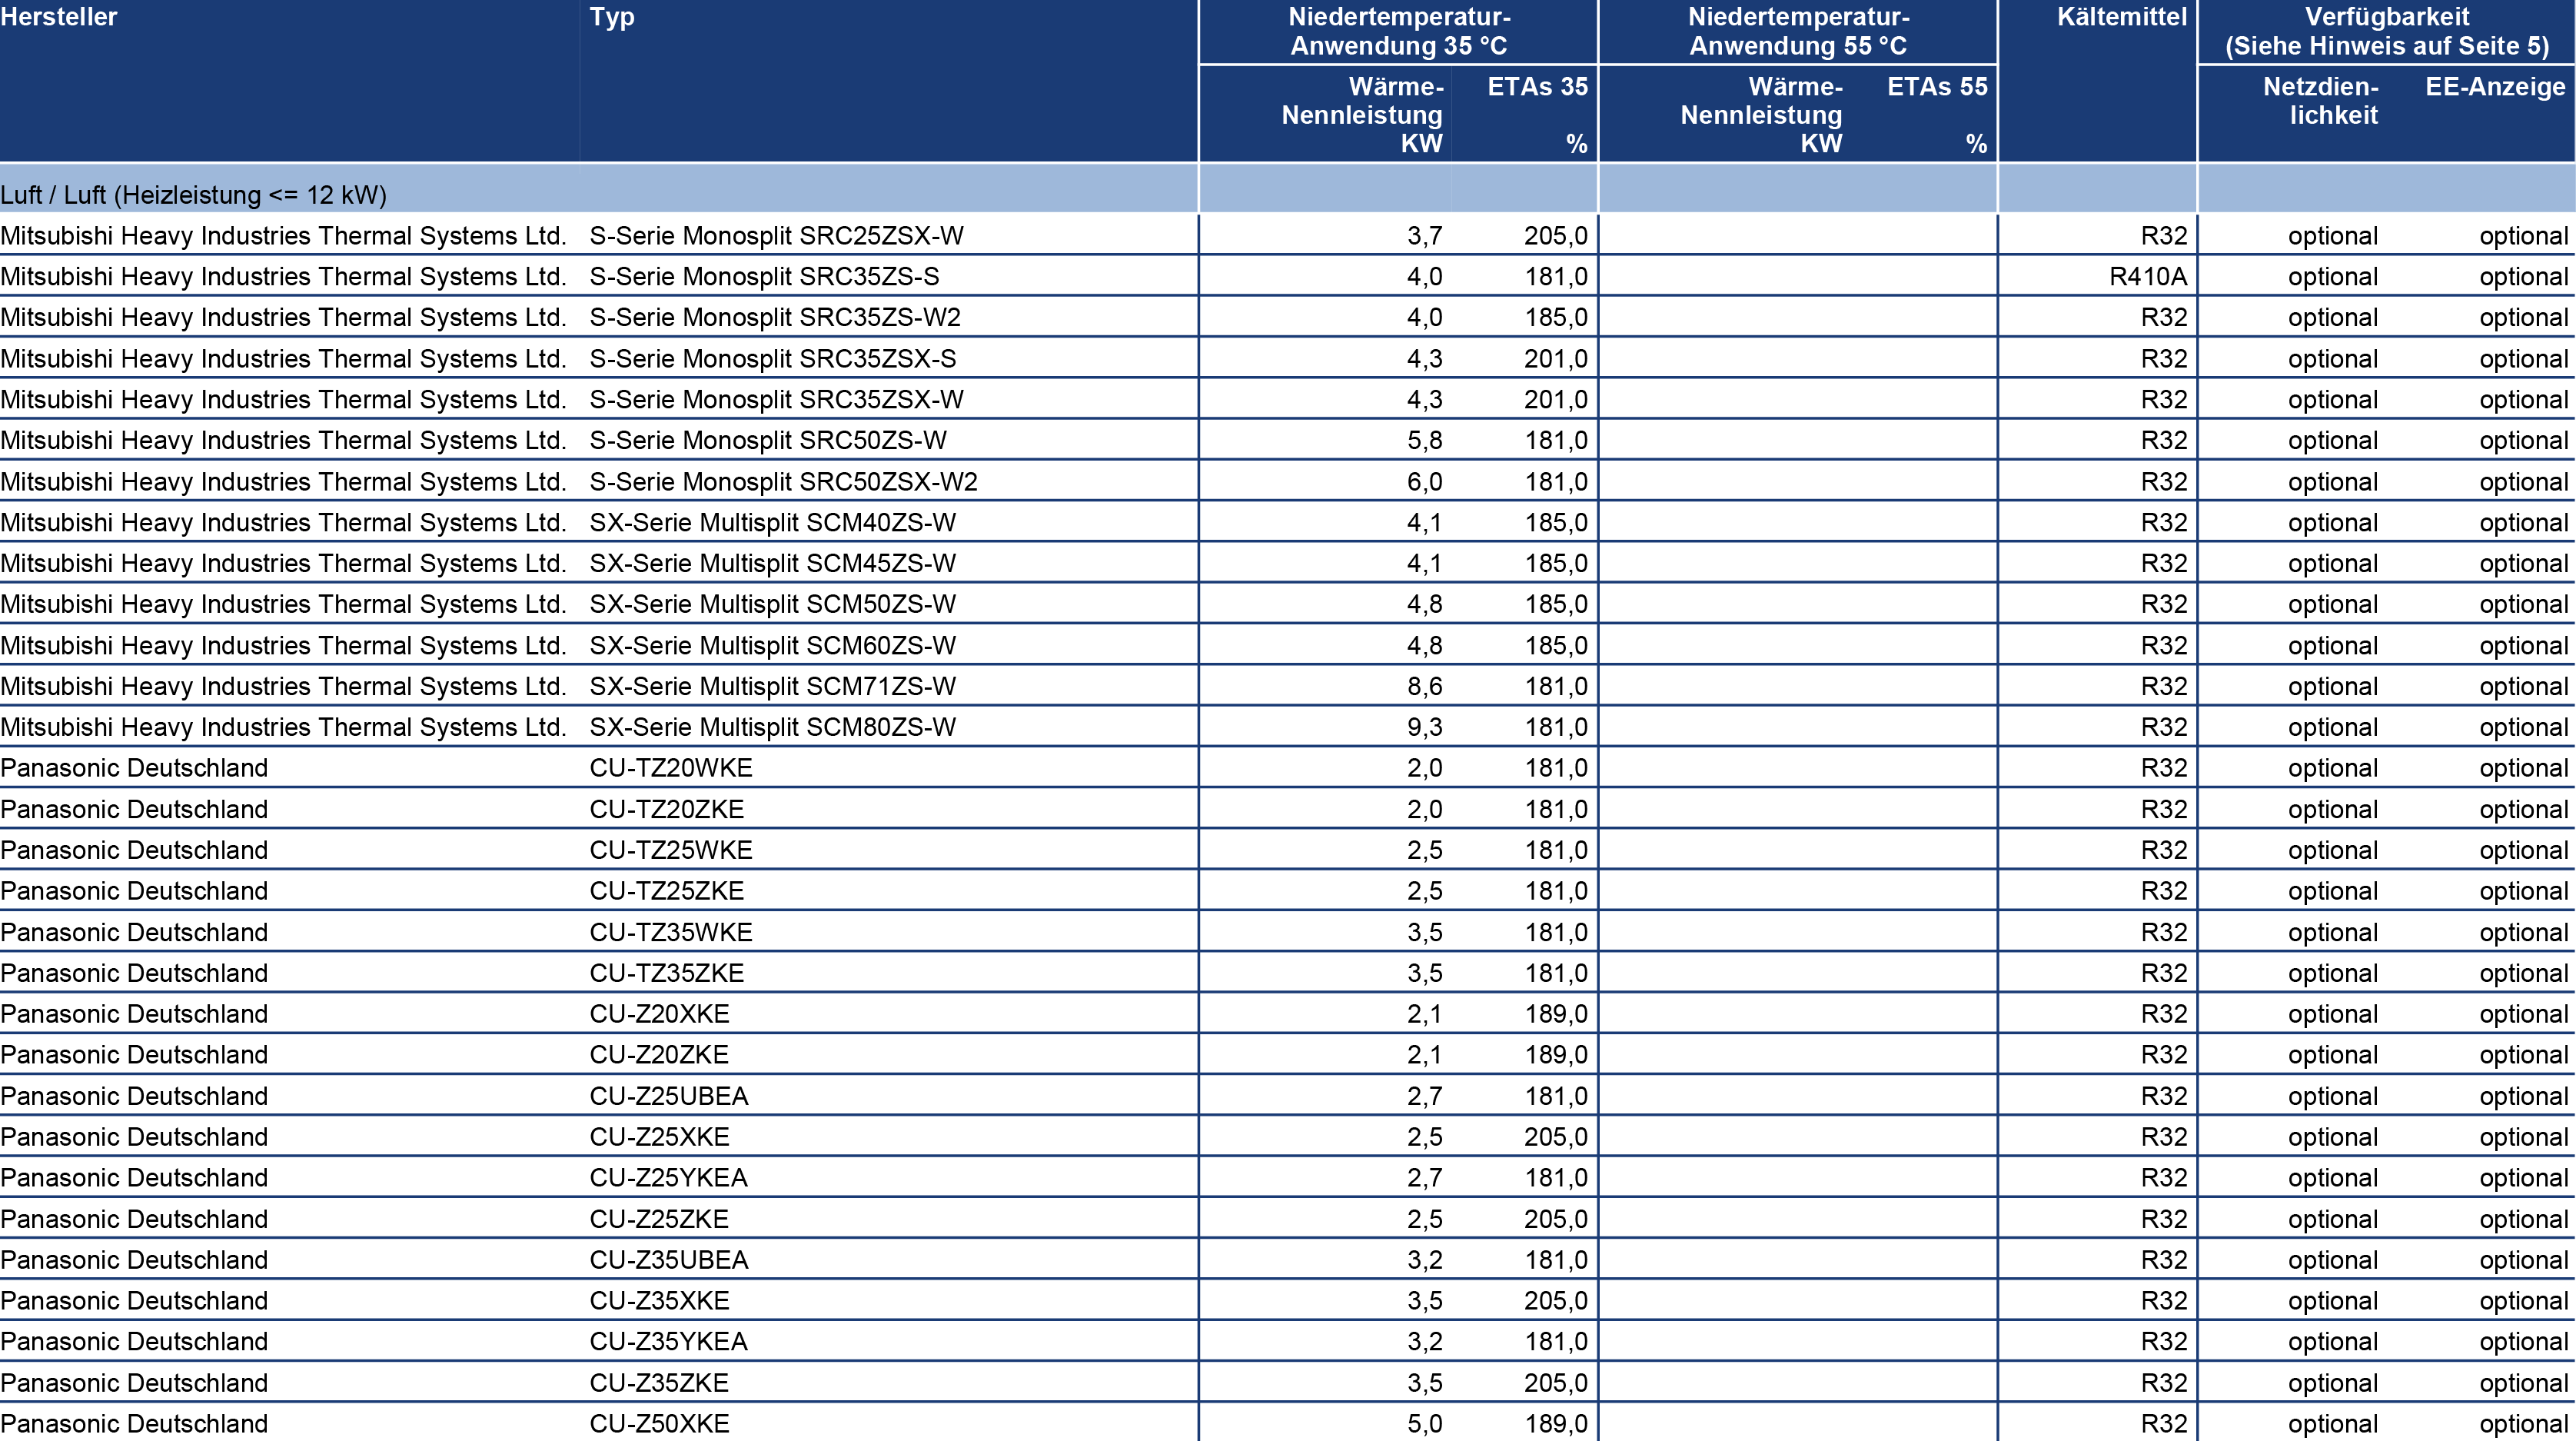 Hersteller Typ Niedertemperatur- Niedertemperatur- Kältemittel Verfügbarkeit
Anwendung 35 °C Anwendung 55 °C (Siehe Hinweis auf Seite 5)
Wärme- ETAs 35 Wärme- ETAs 55 Netzdien- EE-Anzeige
Nennleistung Nennleistung lichkeit
KW % KW %
Luft / Luft (Heizleistung <= 12 kW)
Mitsubishi Heavy Industries Thermal Systems Ltd. S-Serie Monosplit SRC25ZSX-W 3,7 205,0 R32 optional optional
Mitsubishi Heavy Industries Thermal Systems Ltd. S-Serie Monosplit SRC35ZS-S 4,0 181,0 R410A optional optional
Mitsubishi Heavy Industries Thermal Systems Ltd. S-Serie Monosplit SRC35ZS-W2 4,0 185,0 R32 optional optional
Mitsubishi Heavy Industries Thermal Systems Ltd. S-Serie Monosplit SRC35ZSX-S 4,3 201,0 R32 optional optional
Mitsubishi Heavy Industries Thermal Systems Ltd. S-Serie Monosplit SRC35ZSX-W 4,3 201,0 R32 optional optional
Mitsubishi Heavy Industries Thermal Systems Ltd. S-Serie Monosplit SRC50ZS-W 5,8 181,0 R32 optional optional
Mitsubishi Heavy Industries Thermal Systems Ltd. S-Serie Monosplit SRC50ZSX-W2 6,0 181,0 R32 optional optional
Mitsubishi Heavy Industries Thermal Systems Ltd. SX-Serie Multisplit SCM40ZS-W 4,1 185,0 R32 optional optional
Mitsubishi Heavy Industries Thermal Systems Ltd. SX-Serie Multisplit SCM45ZS-W 4,1 185,0 R32 optional optional
Mitsubishi Heavy Industries Thermal Systems Ltd. SX-Serie Multisplit SCM50ZS-W 4,8 185,0 R32 optional optional
Mitsubishi Heavy Industries Thermal Systems Ltd. SX-Serie Multisplit SCM60ZS-W 4,8 185,0 R32 optional optional
Mitsubishi Heavy Industries Thermal Systems Ltd. SX-Serie Multisplit SCM71ZS-W 8,6 181,0 R32 optional optional
Mitsubishi Heavy Industries Thermal Systems Ltd. SX-Serie Multisplit SCM80ZS-W 9,3 181,0 R32 optional optional
Panasonic Deutschland CU-TZ20WKE 2,0 181,0 R32 optional optional
Panasonic Deutschland CU-TZ20ZKE 2,0 181,0 R32 optional optional
Panasonic Deutschland CU-TZ25WKE 2,5 181,0 R32 optional optional
Panasonic Deutschland CU-TZ25ZKE 2,5 181,0 R32 optional optional
Panasonic Deutschland CU-TZ35WKE 3,5 181,0 R32 optional optional
Panasonic Deutschland CU-TZ35ZKE 3,5 181,0 R32 optional optional
Panasonic Deutschland CU-Z20XKE 2,1 189,0 R32 optional optional
Panasonic Deutschland CU-Z20ZKE 2,1 189,0 R32 optional optional
Panasonic Deutschland CU-Z25UBEA 2,7 181,0 R32 optional optional
Panasonic Deutschland CU-Z25XKE 2,5 205,0 R32 optional optional
Panasonic Deutschland CU-Z25YKEA 2,7 181,0 R32 optional optional
Panasonic Deutschland CU-Z25ZKE 2,5 205,0 R32 optional optional
Panasonic Deutschland CU-Z35UBEA 3,2 181,0 R32 optional optional
Panasonic Deutschland CU-Z35XKE 3,5 205,0 R32 optional optional
Panasonic Deutschland CU-Z35YKEA 3,2 181,0 R32 optional optional
Panasonic Deutschland CU-Z35ZKE 3,5 205,0 R32 optional optional
Panasonic Deutschland CU-Z50XKE 5,0 189,0 R32 optional optional